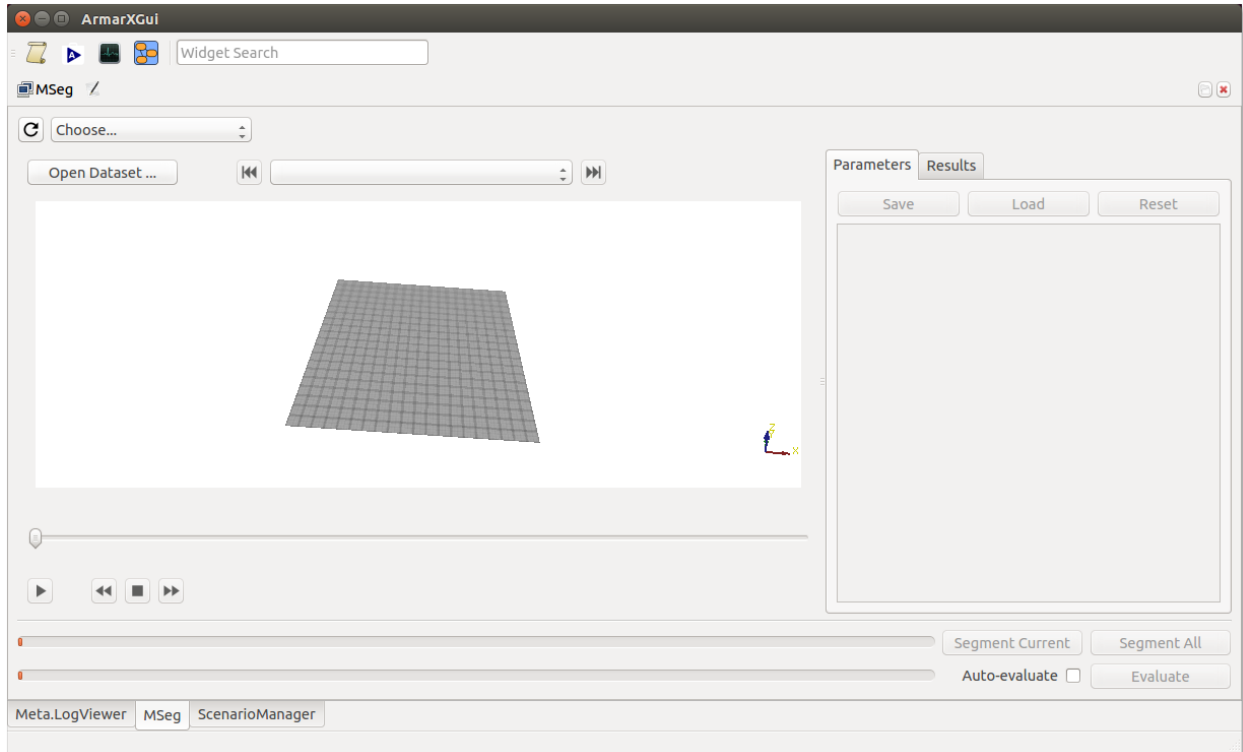 ArmarXGui
Widget Search
MSeg
Choose...
Open Dataset ...
Parameters Results
Save Load Reset
Z
X
Segment Current Segment All
Auto-evaluate Evaluate
Meta.LogViewer MSeg ScenarioManager